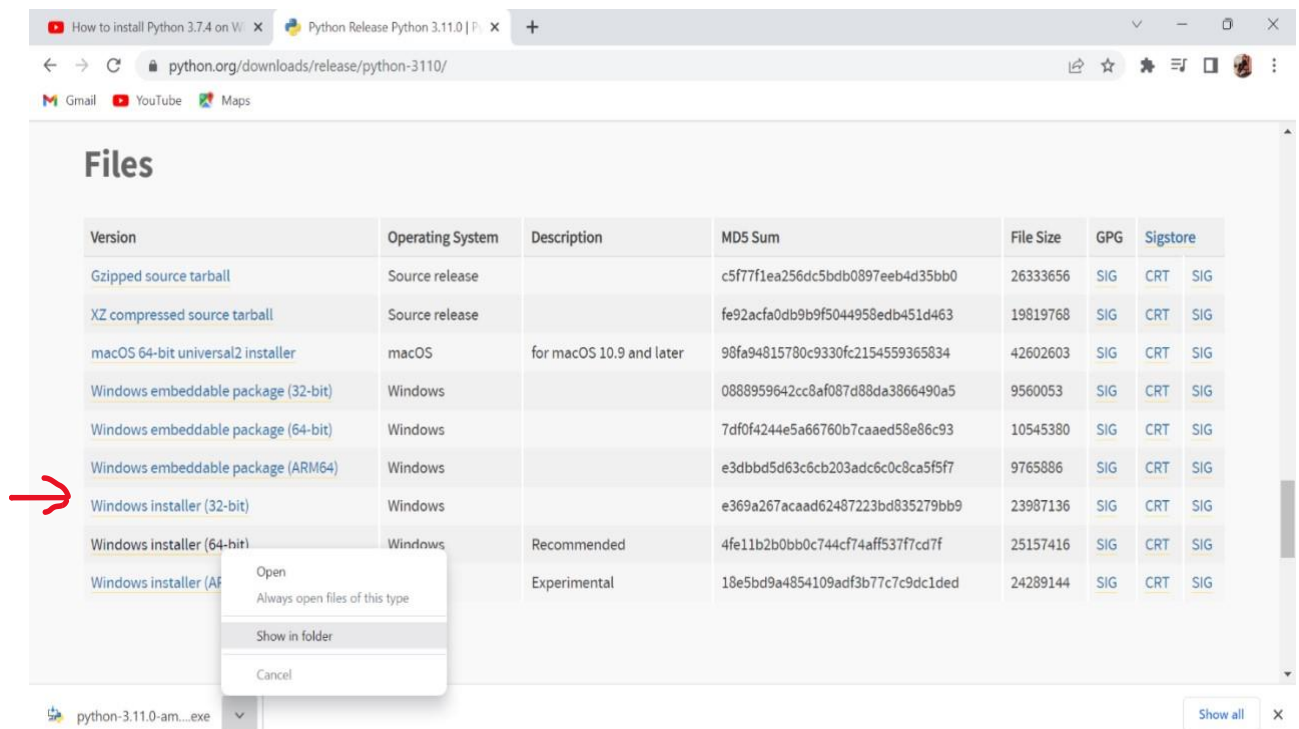 How to install Python 3.7.4 on W
Python Release Python 3.11.0 | P
python.org/downloads/release/python-3110/
Gmail YouTube Maps
Files
Version Operating System Description MD5 Sum File Size GPG Sigstore
Gzipped source tarball Source release c5f77f1ea256dc5bdb0897eeb4d35bb0 26333656 SIG CRT SIG
XZ compressed source tarball Source release fe92acfa0db9b9f5044958edb451d463 19819768 SIG CRT SIG
macOS 64-bit universal2 installer macOS for macOS 10.9 and later 98fa94815780c9330fc2154559365834 42602603 SIG CRT SIG
Windows embeddable package (32-bit) Windows 0888959642cc8af087d88da3866490a5 9560053 SIG CRT SIG
Windows embeddable package (64-bit) Windows 7df0f4244e5a66760b7caaed58e86c93 10545380 SIG CRT SIG
Windows embeddable package (ARM64) Windows e3dbbd5d63c6cb203adc6c0c8ca5f5f7 9765886 SIG CRT SIG
Windows installer (32-bit) Windows e369a267acaad62487223bd835279bb9 23987136 SIG CRT SIG
Windows installer (64-bit) Windows Recommended 4fe11b2b0bb0c744cf74aff537f7cd7f 25157416 SIG CRT SIG
Windows installer (AR Experimental 18e5bd9a4854109adf3b77c7c9dc1ded 24289144 SIG CRT SIG
Open
Always open files of this type
Show in folder
Cancel
python-3.11.0-am....exe
Show all